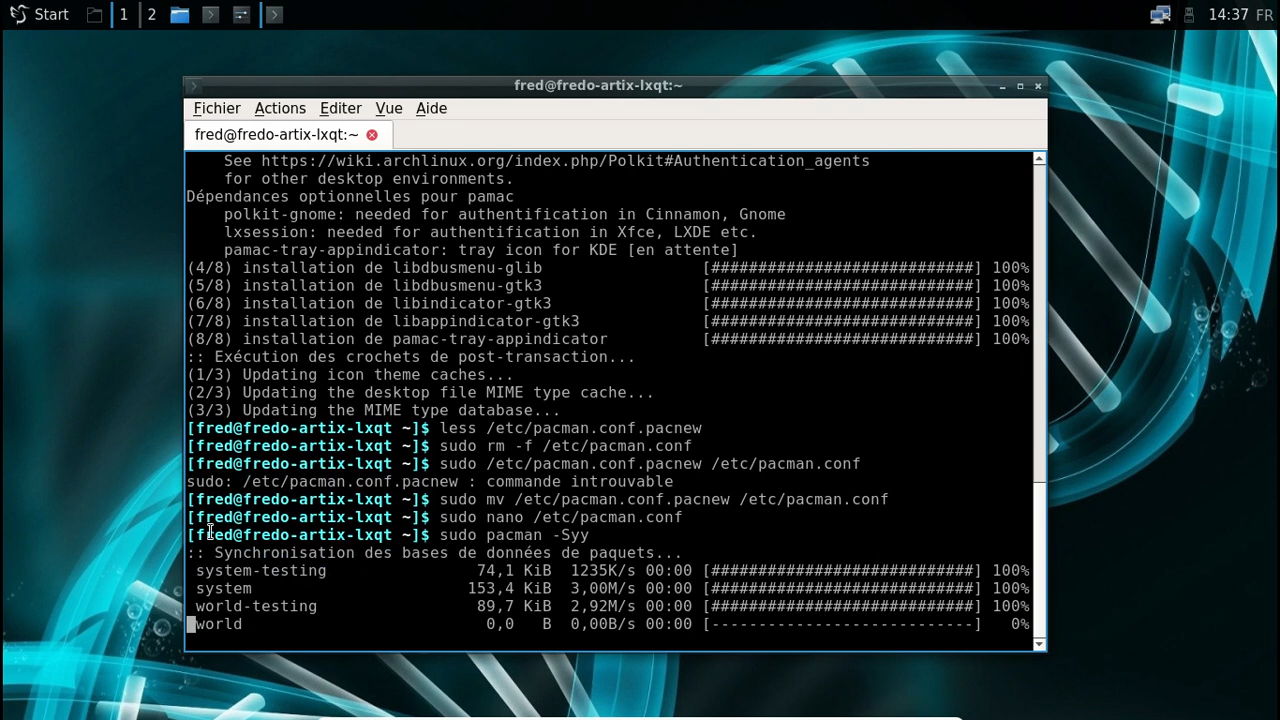 Start 1 2 14:37 FR
fred@fredo-artix-lxqt:~
Fichier Actions Editer Vue Aide
fred@fredo-artix-lxqt:~
See https://wiki.archlinux.org/index.php/Polkit#Authentication_agents
for other desktop environments.
Dépendances optionnelles pour pamac
polkit-gnome: needed for authentification in Cinnamon, Gnome
lxsession: needed for authentification in Xfce, LXDE etc.
pamac-tray-appindicator: tray icon for KDE [en attente]
(4/8) installation de libdbusmenu-glib [############################] 100%
(5/8) installation de libdbusmenu-gtk3 [############################] 100%
(6/8) installation de libindicator-gtk3 [############################] 100%
(7/8) installation de libappindicator-gtk3 [############################] 100%
(8/8) installation de pamac-tray-appindicator [############################] 100%
:: Exécution des crochets de post-transaction...
(1/3) Updating icon theme caches...
(2/3) Updating the desktop file MIME type cache...
(3/3) Updating the MIME type database...
[fred@fredo-artix-lxqt ~]$ less /etc/pacman.conf.pacnew
[fred@fredo-artix-lxqt ~]$ sudo rm -f /etc/pacman.conf
[fred@fredo-artix-lxqt ~]$ sudo /etc/pacman.conf.pacnew /etc/pacman.conf
sudo: /etc/pacman.conf.pacnew : commande introuvable
[fred@fredo-artix-lxqt ~]$ sudo mv /etc/pacman.conf.pacnew /etc/pacman.conf
[fred@fredo-artix-lxqt ~]$ sudo nano /etc/pacman.conf
[fred@fredo-artix-lxqt ~]$ sudo pacman -Syy
:: Synchronisation des bases de données de paquets...
system-testing 74,1 KiB 1235K/s 00:00 [############################] 100%
system 153,4 KiB 3,00M/s 00:00 [############################] 100%
world-testing 89,7 KiB 2,92M/s 00:00 [############################] 100%
world 0,0 B 0,00B/s 00:00 [----------------------------] 0%